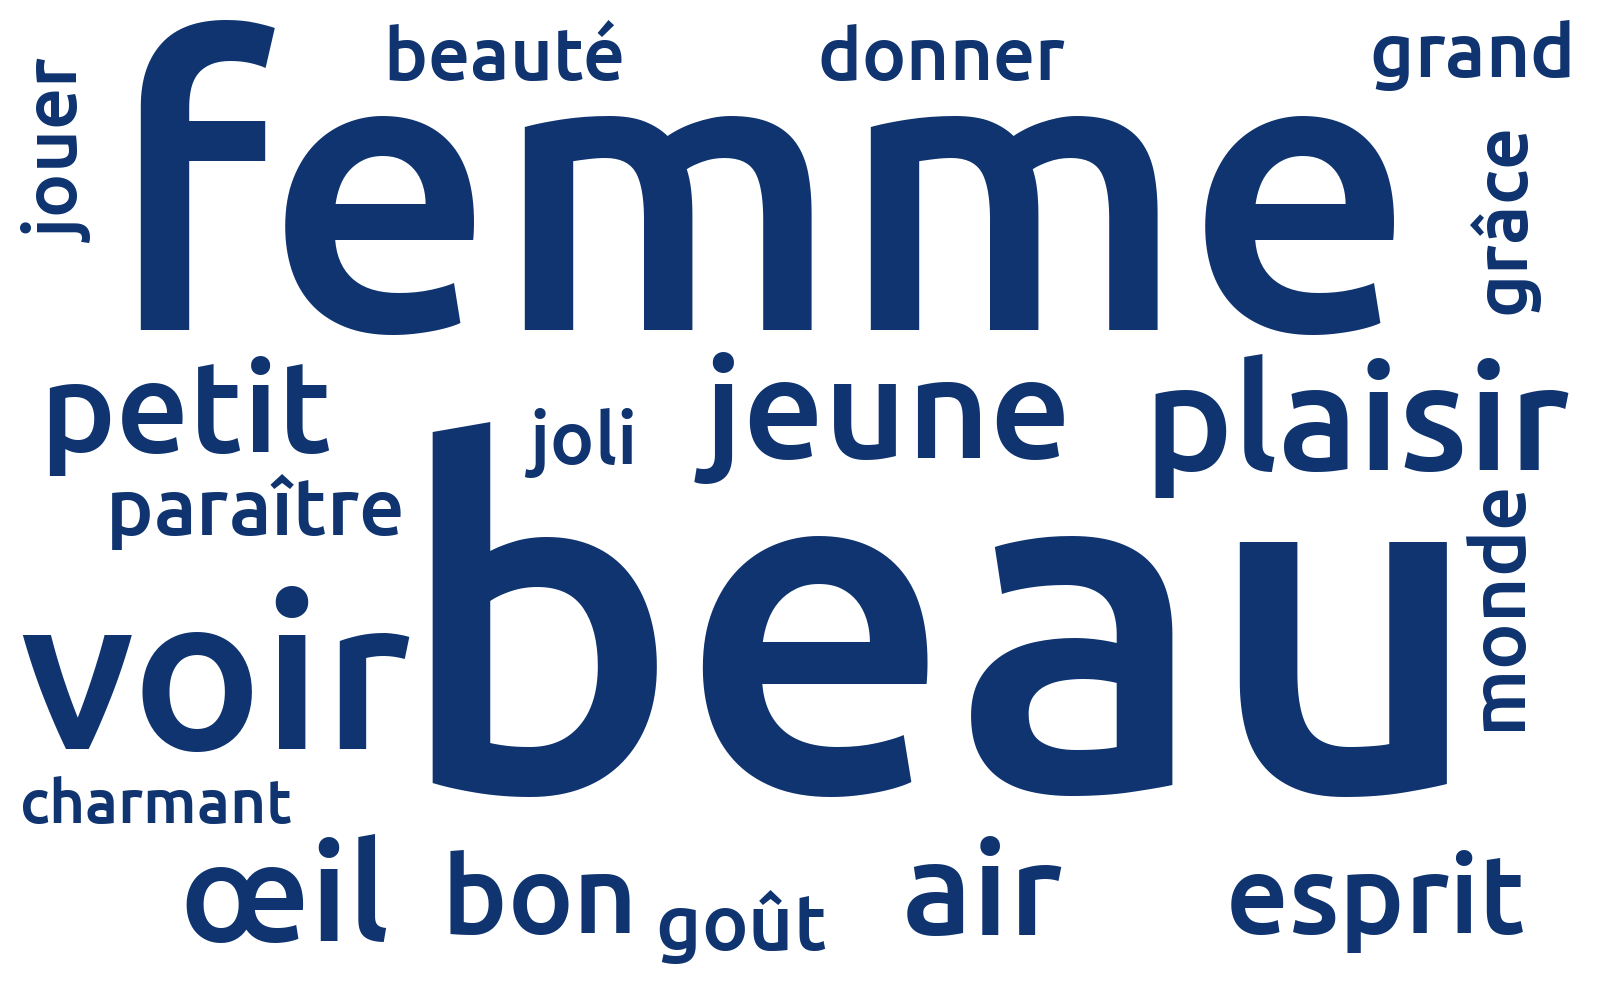 jouer
beauté
donner
grand
femme
grâce
petit
joli
jeune
plaisir
paraître
beau
monde
voir
charmant
œil
bon
goût
air
esprit